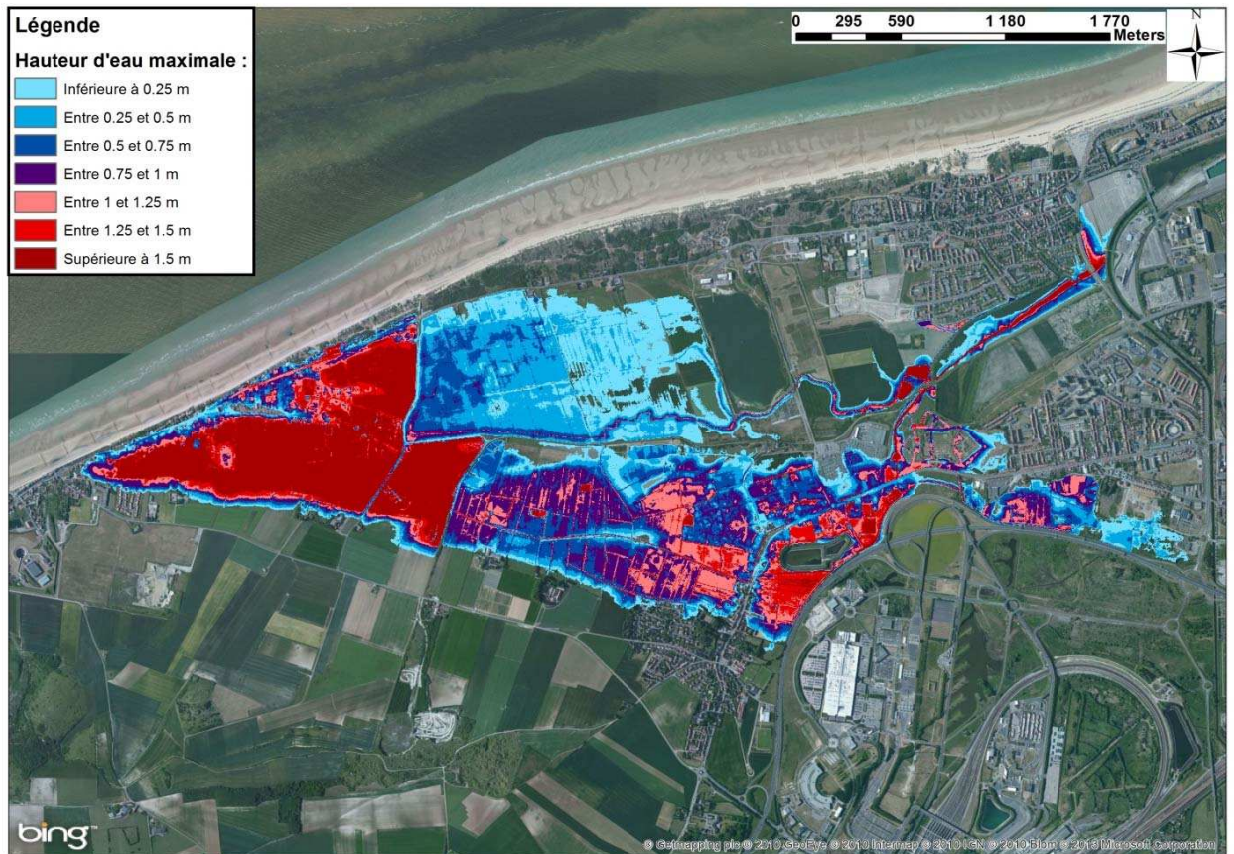 Légende
Hauteur d'eau maximale :
Inférieure à 0.25 m
Entre 0.25 et 0.5 m
Entre 0.5 et 0.75 m
Entre 0.75 et 1 m
Entre 1 et 1.25 m
Entre 1.25 et 1.5 m
Supérieure à 1.5 m
0 295 590 1 180 1 770
Meters
N
bing™
© Getmapping plc © 2010 GeoEye © 2010 Intermap © 2010 IGN © 2010 Blom © 2013 Microsoft Corporation